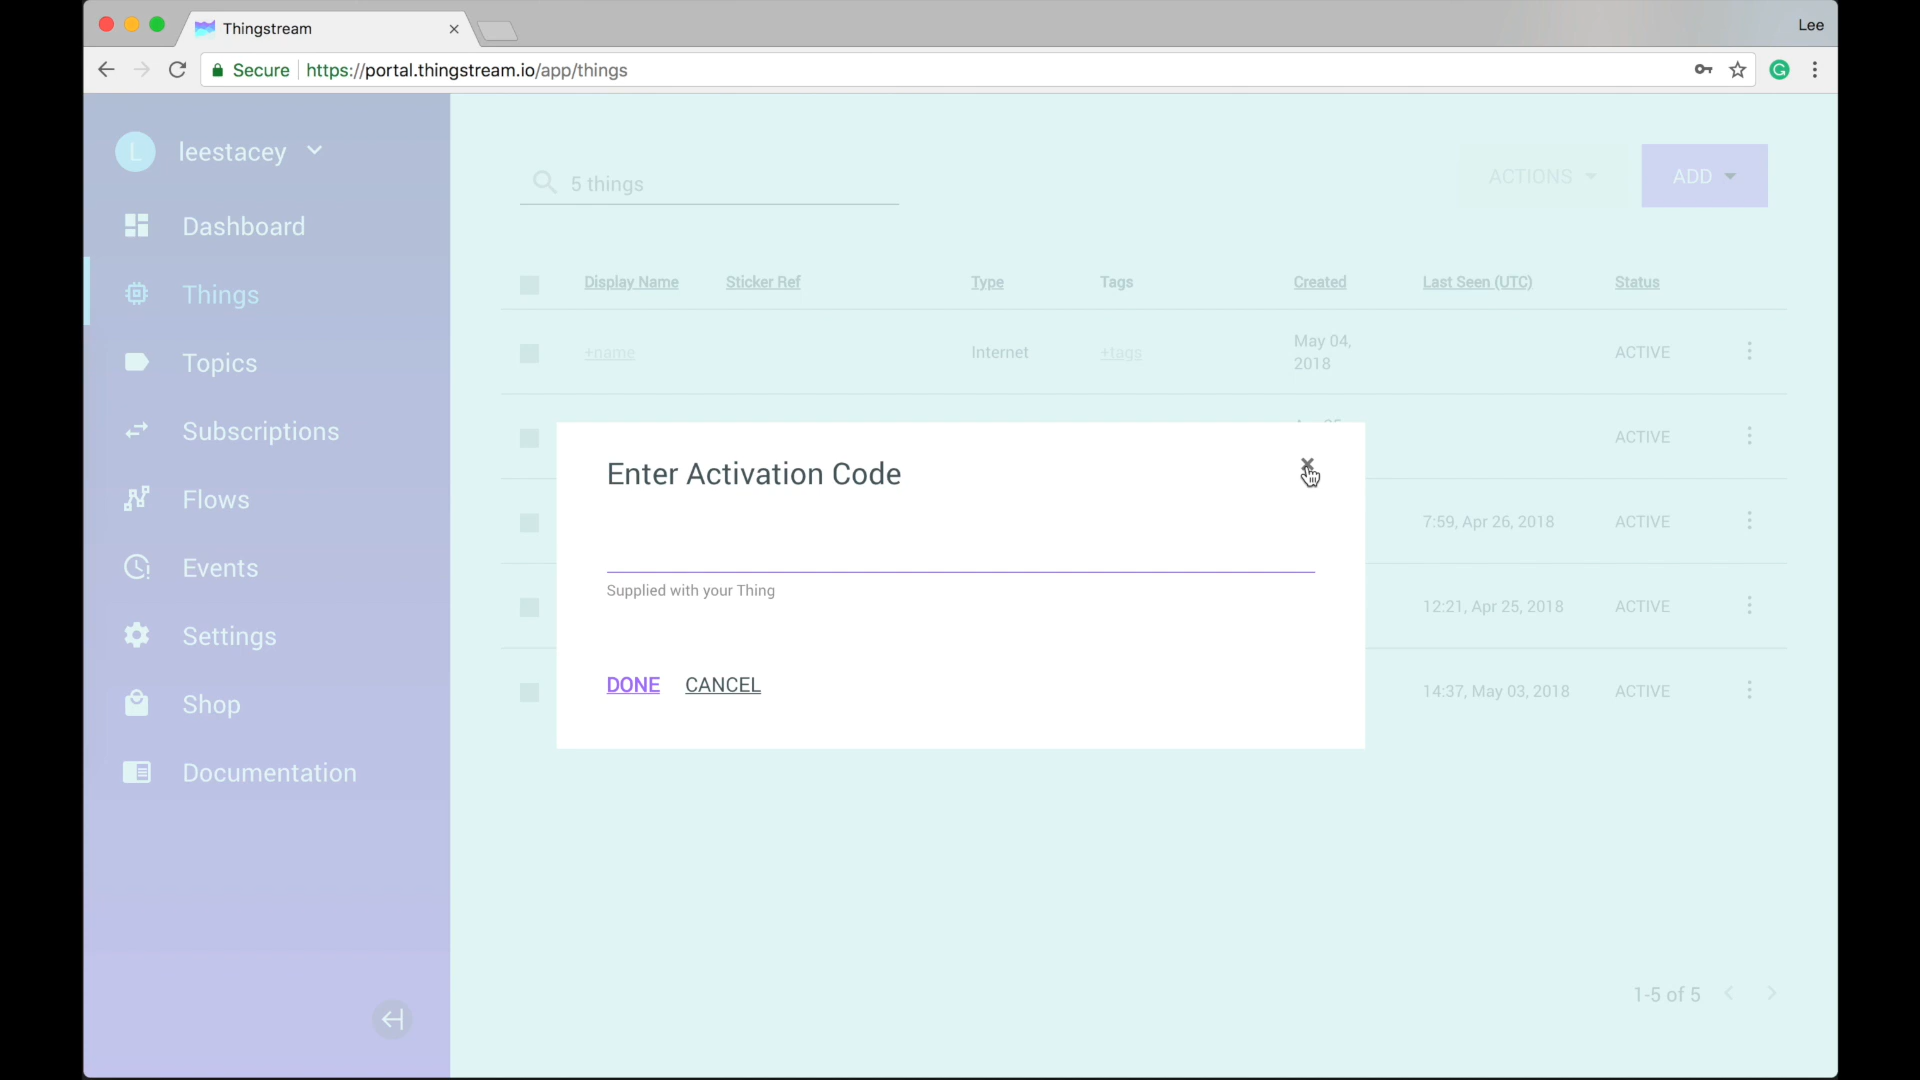 Thingstream
Lee
Secure https://portal.thingstream.io/app/things
L leestacey
Dashboard
Things
Topics
Subscriptions
Flows
Events
Settings
Shop
Documentation
5 things
ACTIONS
ADD
Display Name Sticker Ref Type Tags Created Last Seen (UTC) Status
+name Internet +tags May 04, 2018 ACTIVE
ACTIVE
7:59, Apr 26, 2018 ACTIVE
12:21, Apr 25, 2018 ACTIVE
14:37, May 03, 2018 ACTIVE
Enter Activation Code
Supplied with your Thing
DONE CANCEL
1-5 of 5